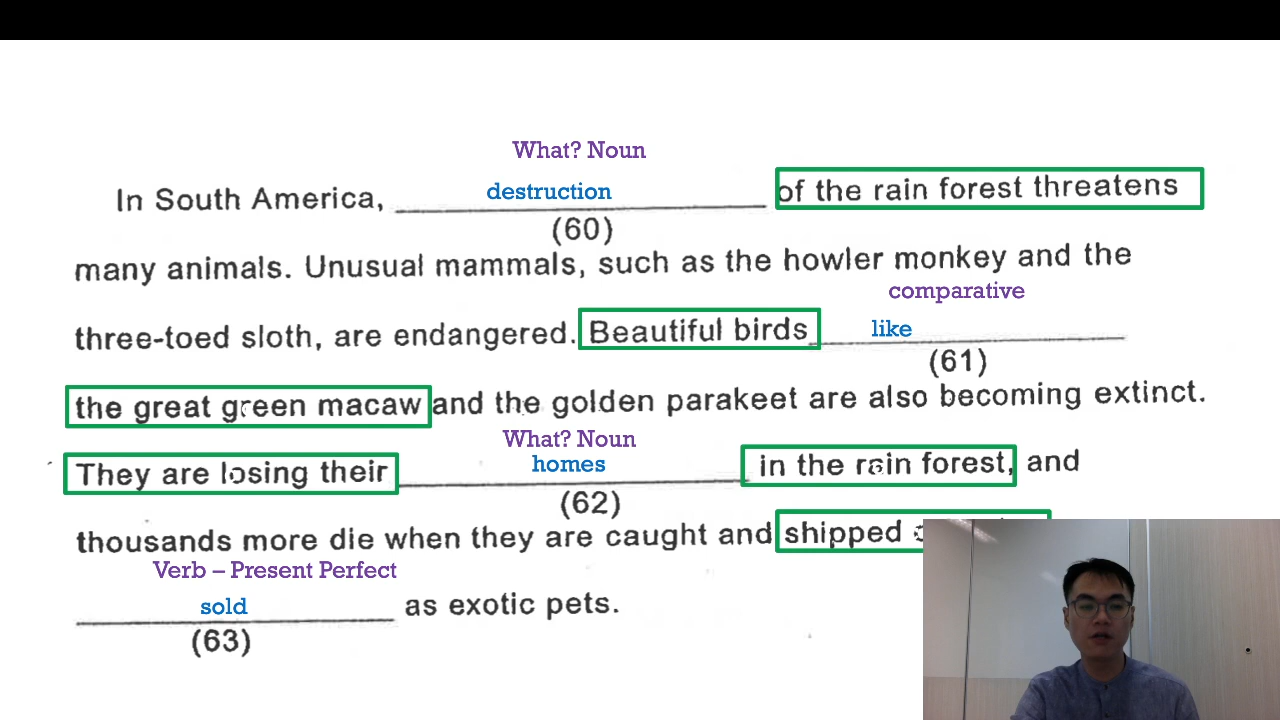 What? Noun
In South America, destruction of the rain forest threatens
(60)
many animals. Unusual mammals, such as the howler monkey and the
comparative
three-toed sloth, are endangered. Beautiful birds like
(61)
the great green macaw and the golden parakeet are also becoming extinct.
What? Noun
They are losing their homes in the rain forest, and
(62)
thousands more die when they are caught and shipped
Verb – Present Perfect
sold as exotic pets.
(63)